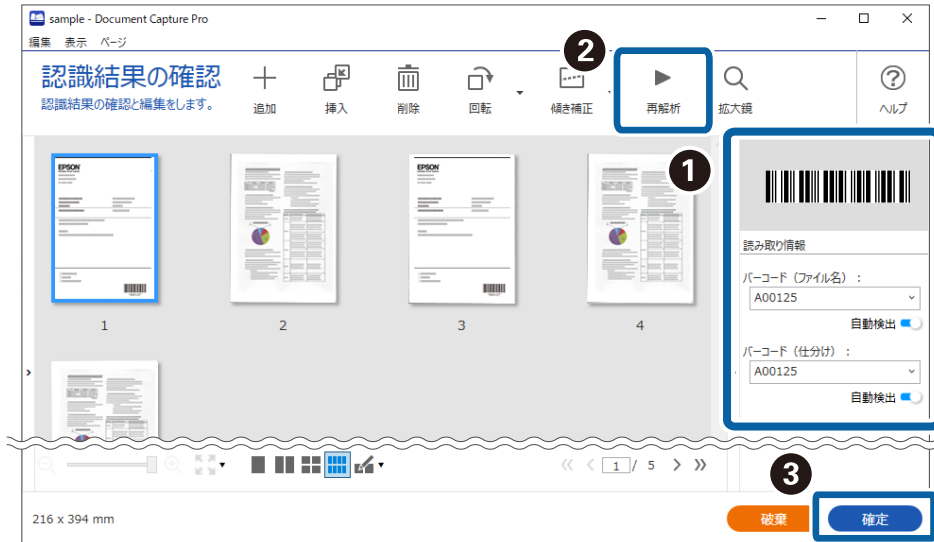 sample - Document Capture Pro
編集 表示 ページ
認識結果の確認
認識結果の確認と編集をします。
追加
挿入
削除
回転
傾き補正
再解析
拡大鏡
ヘルプ
2
1
EPSON
EPSON
1
2
3
4
読み取り情報
バーコード（ファイル名）：
A00125
自動検出
バーコード（仕分け）：
A00125
自動検出
1 / 5
3
216 x 394 mm
破棄
確定